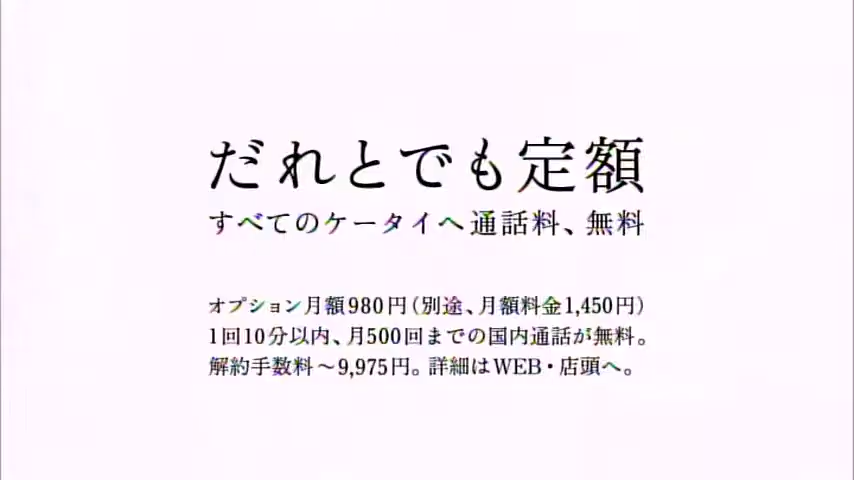 だれとでも定額
すべてのケータイへ通話料、無料
オプション月額980円(別途、月額料金1,450円)
1回10分以内、月500回までの国内通話が無料。
解約手数料~9,975円。詳細はWEB・店頭へ。